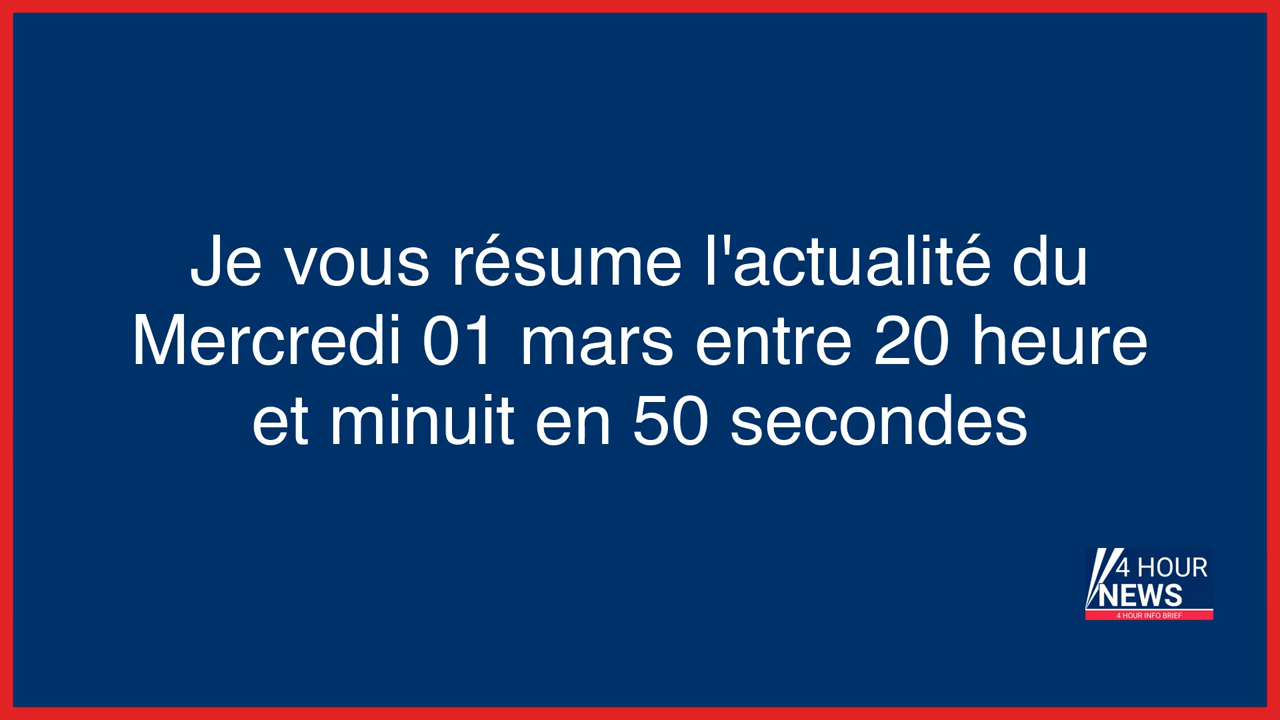 Je vous résume l'actualité du
Mercredi 01 mars entre 20 heure
et minuit en 50 secondes
4 HOUR
NEWS
4 HOUR INFO BRIEF